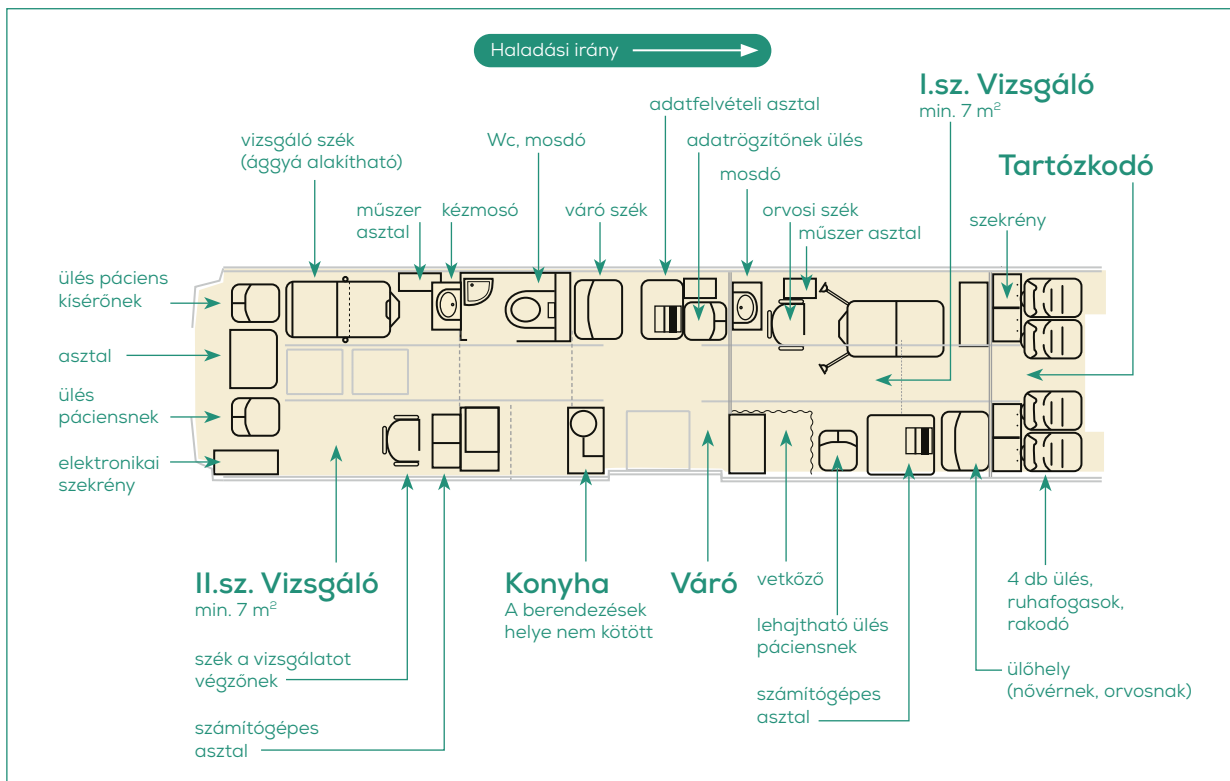 Haladási irány
I.sz. Vizsgáló
min. 7 m²
adatfelvételi asztal
vizsgáló szék
(ággyá alakítható)
Wc, mosdó
adatrögzítőnek ülés
Tartózkodó
mosdó
műszer
asztal
kézmosó
váró szék
orvosi szék
műszer asztal
szekrény
ülés páciens
kísérőnek
asztal
ülés
páciensnek
elektronikai
szekrény
II.sz. Vizsgáló
min. 7 m²
Konyha
A berendezések
helye nem kötött
Váró
vetkőző
4 db ülés,
ruhafogasok,
rakodó
lehajtható ülés
páciensnek
szék a vizsgálatot
végzőnek
ülőhely
(nővérnek, orvosnak)
számítógépes
asztal
számítógépes
asztal